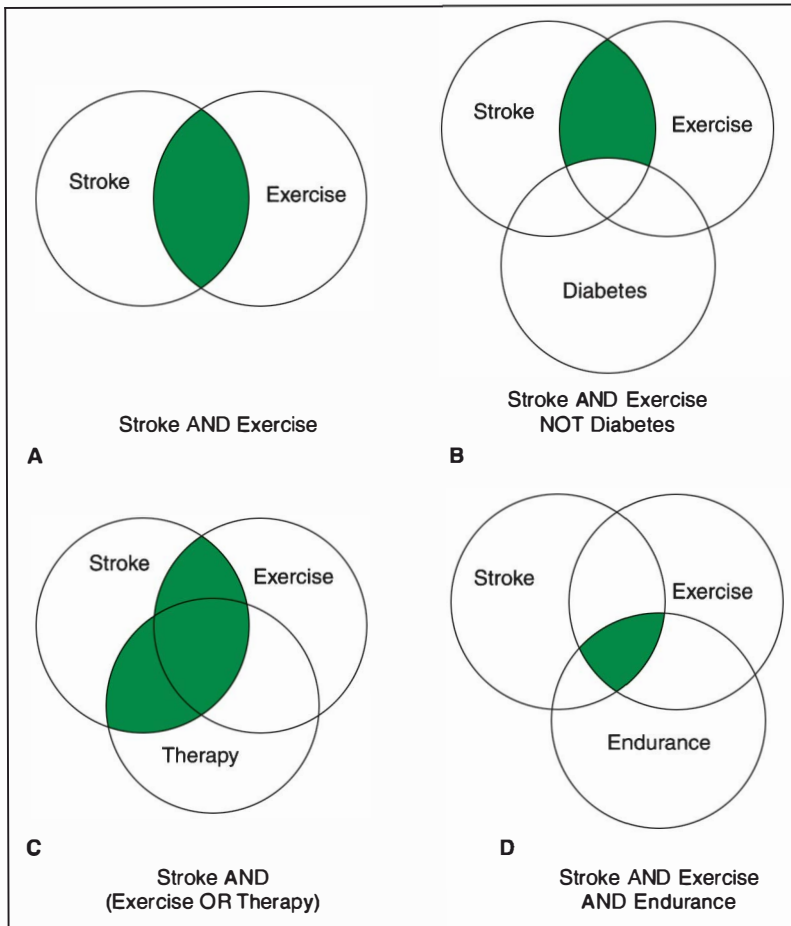 Stroke
Exercise
Stroke AND Exercise
A
Stroke
Exercise
Diabetes
Stroke AND Exercise
NOT Diabetes
B
Stroke
Exercise
Therapy
C
Stroke AND
(Exercise OR Therapy)
Stroke
Exercise
Endurance
D
Stroke AND Exercise
AND Endurance